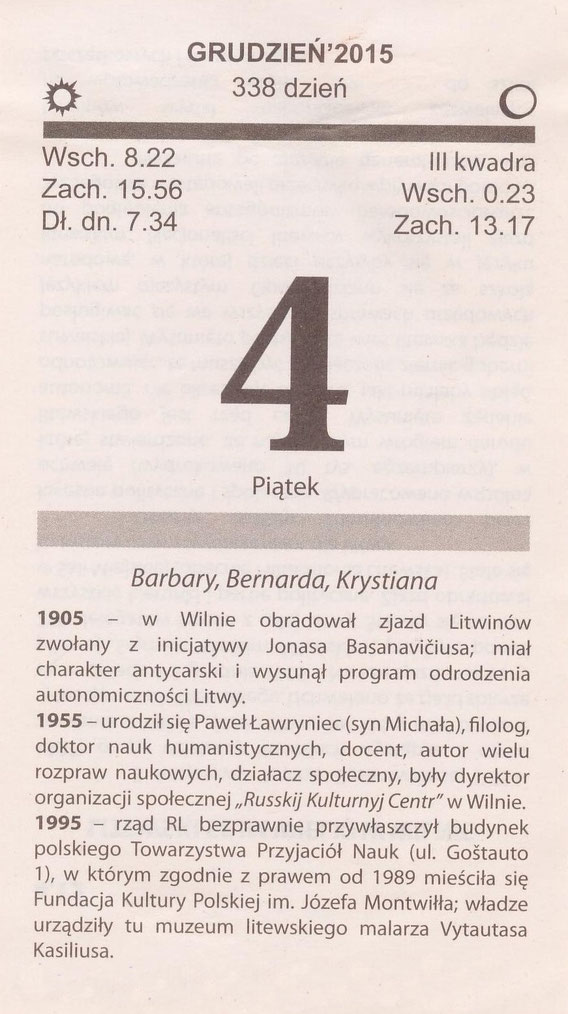 GRUDZIEŃ’2015
338 dzień
Wsch. 8.22
Zach. 15.56
Dł. dn. 7.34
III kwadra
Wsch. 0.23
Zach. 13.17
4
Piątek
Barbary, Bernarda, Krystiana
1905 – w Wilnie obradował zjazd Litwinów
zwołany z inicjatywy Jonasa Basanavičiusa; miał
charakter antycarski i wysunął program odrodzenia
autonomiczności Litwy.
1955 – urodził się Paweł Ławryniec (syn Michała), filolog,
doktor nauk humanistycznych, docent, autor wielu
rozpraw naukowych, działacz społeczny, były dyrektor
organizacji społecznej „Russkij Kulturnyj Centr” w Wilnie.
1995 – rząd RL bezprawnie przywłaszczył budynek
polskiego Towarzystwa Przyjaciół Nauk (ul. Goštauto
1), w którym zgodnie z prawem od 1989 mieściła się
Fundacja Kultury Polskiej im. Józefa Montwiłła; władze
urządziły tu muzeum litewskiego malarza Vytautasa
Kasiliusa.